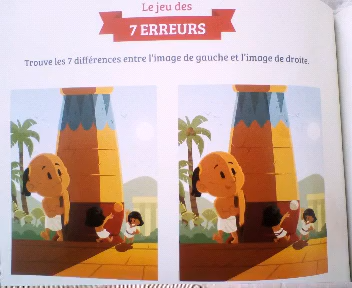 Le jeu des
7 ERREURS
Trouve les 7 différences entre l'image de gauche et l'image de droite.